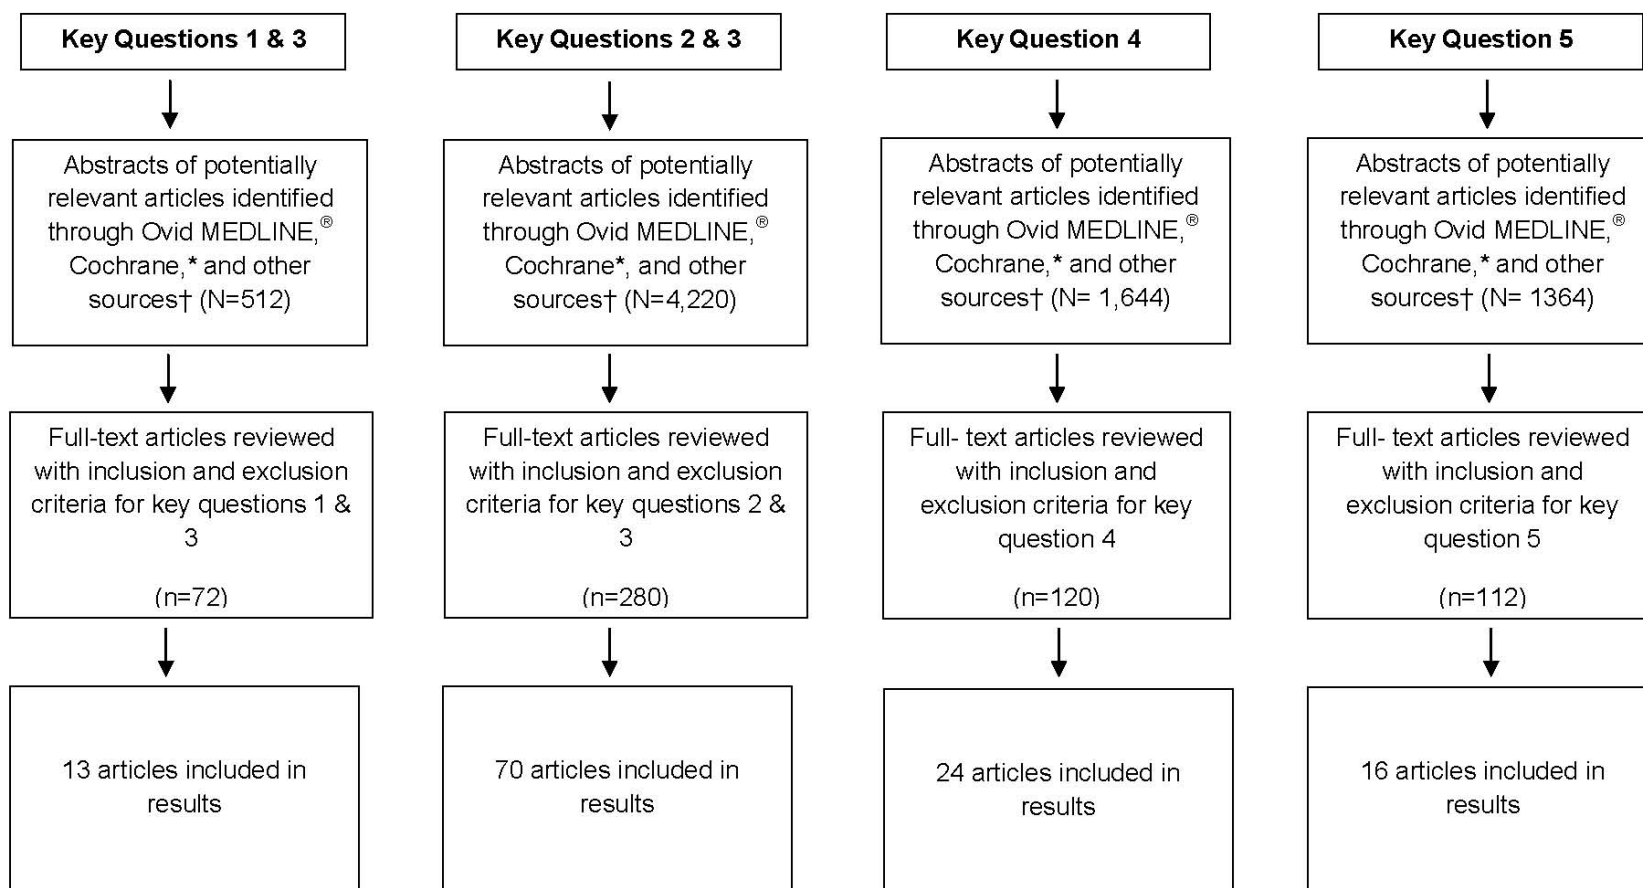 Key Questions 1 & 3
Abstracts of potentially
relevant articles identified
through Ovid MEDLINE,®
Cochrane,* and other
sources† (N=512)
Full-text articles reviewed
with inclusion and exclusion
criteria for key questions 1 &
3
(n=72)
13 articles included in
results
Key Questions 2 & 3
Abstracts of potentially
relevant articles identified
through Ovid MEDLINE,®
Cochrane*, and other
sources† (N=4,220)
Full-text articles reviewed
with inclusion and exclusion
criteria for key questions 2 &
3
(n=280)
70 articles included in
results
Key Question 4
Abstracts of potentially
relevant articles identified
through Ovid MEDLINE,®
Cochrane,* and other
sources† (N= 1,644)
Full- text articles reviewed
with inclusion and
exclusion criteria for key
question 4
(n=120)
24 articles included in
results
Key Question 5
Abstracts of potentially
relevant articles identified
through Ovid MEDLINE,®
Cochrane,* and other
sources† (N= 1364)
Full- text articles reviewed
with inclusion and
exclusion criteria for key
question 5
(n=112)
16 articles included in
results